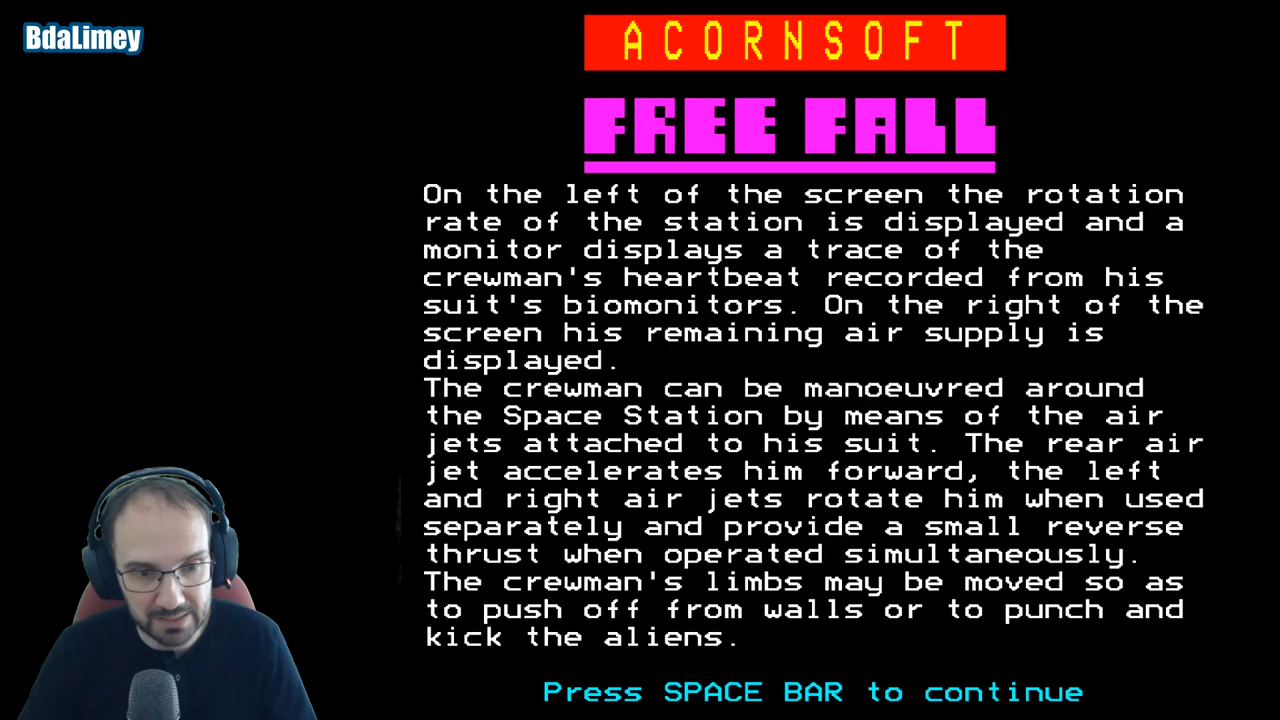 BdaLimey
ACORNSOFT
FREE FALL
On the left of the screen the rotation
rate of the station is displayed and a
monitor displays a trace of the
crewman's heartbeat recorded from his
suit's biomonitors. On the right of the
screen his remaining air supply is
displayed.
The crewman can be manoeuvred around
the Space Station by means of the air
jets attached to his suit. The rear air
jet accelerates him forward, the left
and right air jets rotate him when used
separately and provide a small reverse
thrust when operated simultaneously.
The crewman's limbs may be moved so as
to push off from walls or to punch and
kick the aliens.
Press SPACE BAR to continue